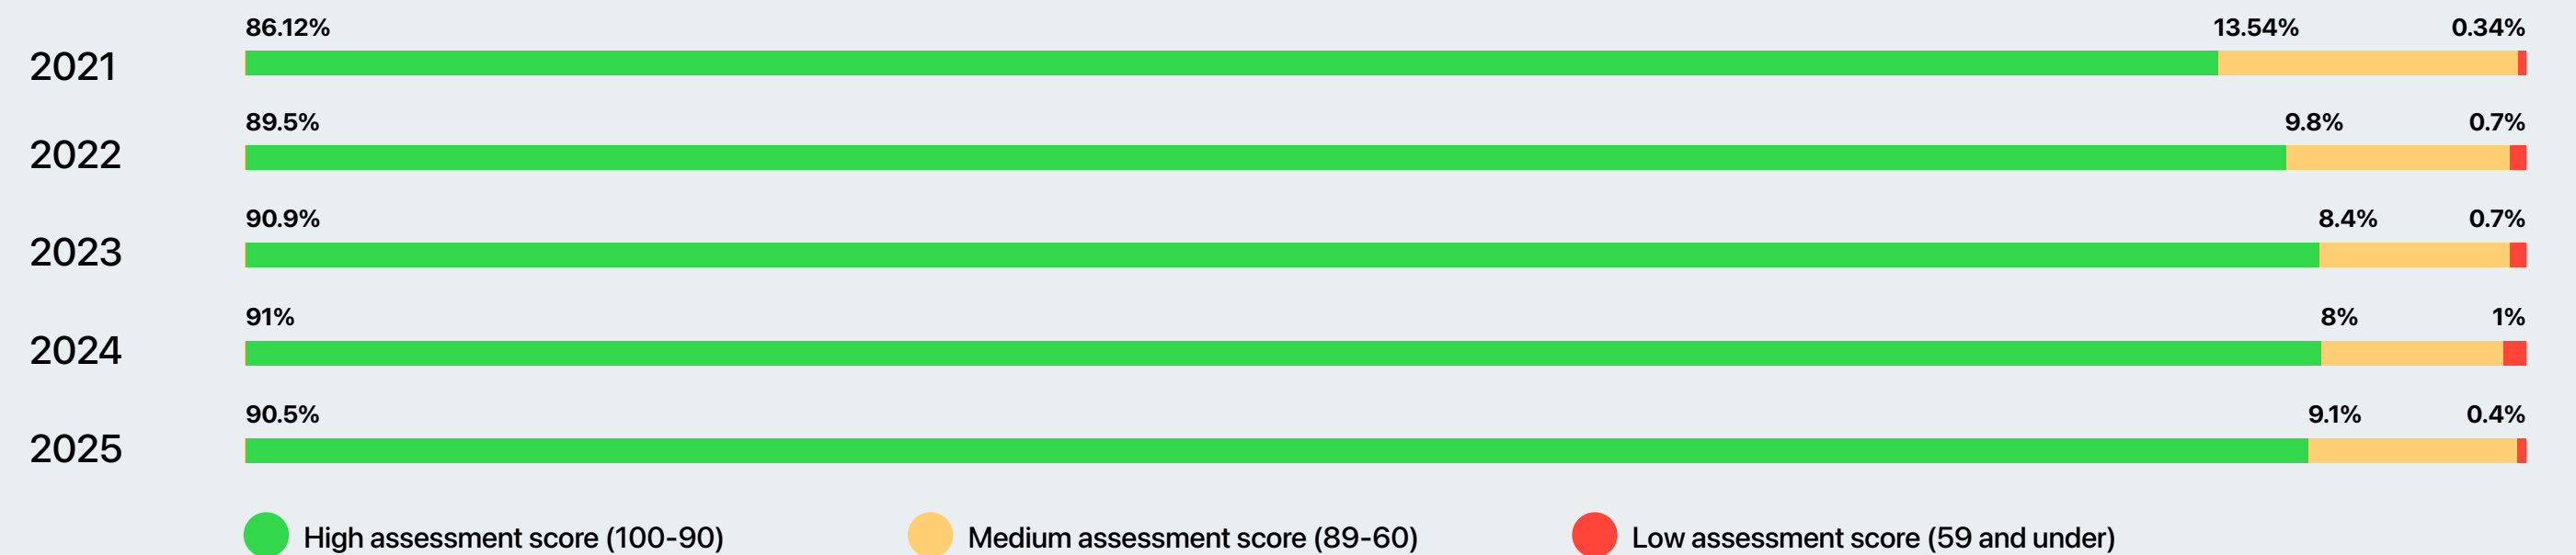 86.12% 13.54% 0.34%
2021
89.5% 9.8% 0.7%
2022
90.9% 8.4% 0.7%
2023
91% 8% 1%
2024
90.5% 9.1% 0.4%
2025
High assessment score (100-90) Medium assessment score (89-60) Low assessment score (59 and under)